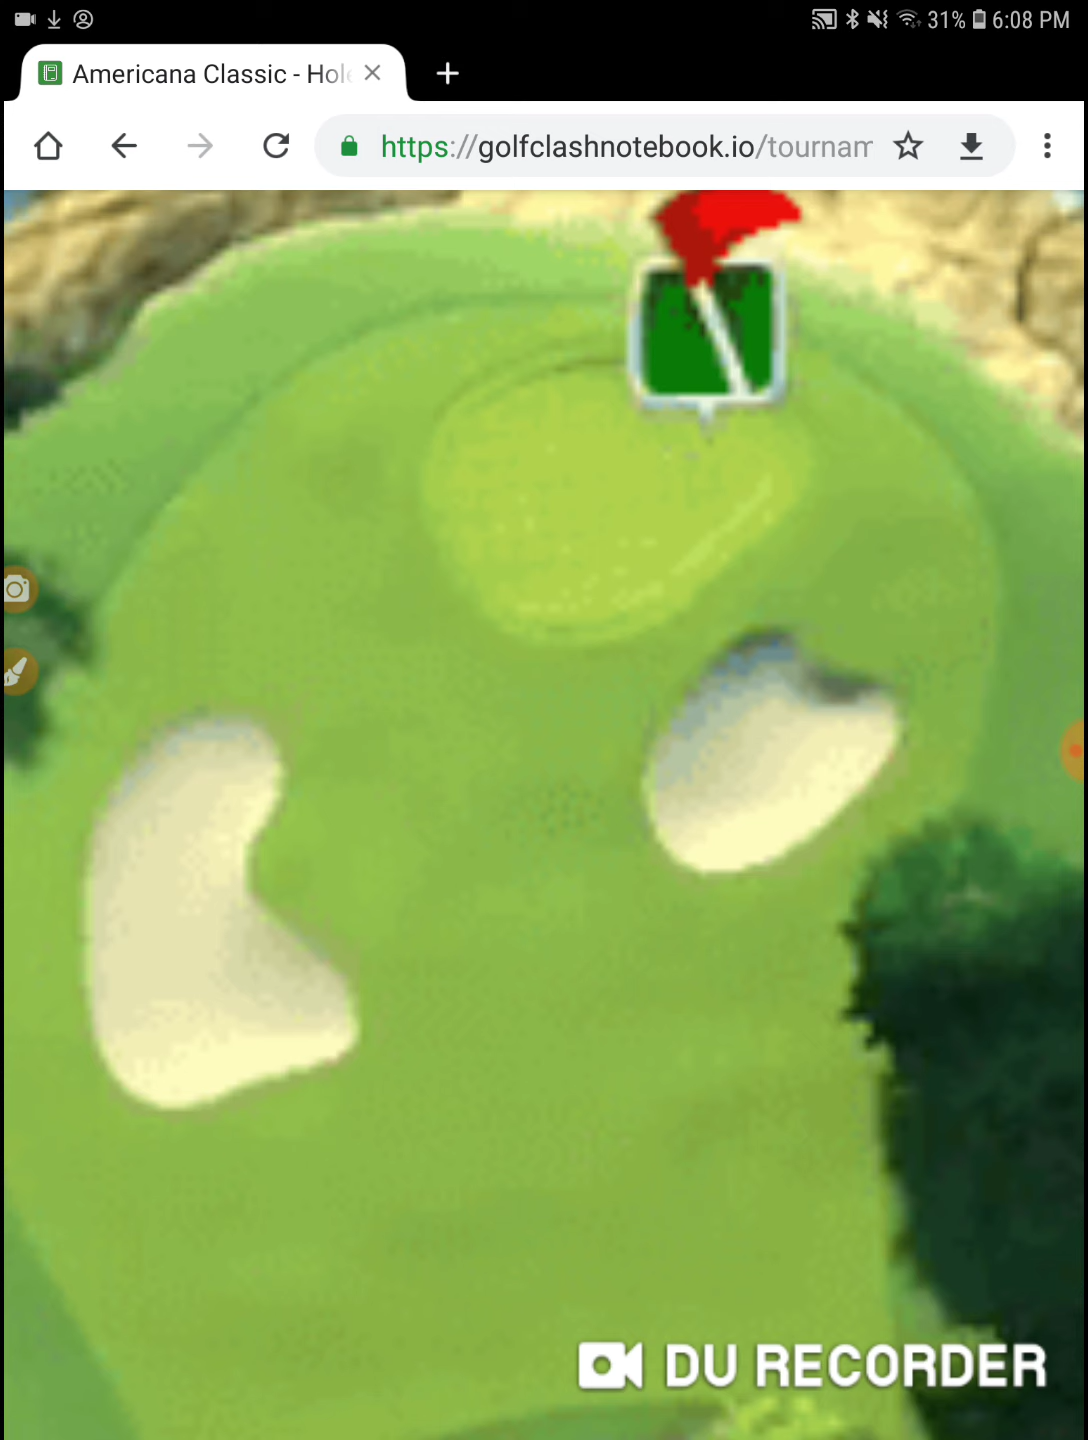 31% 6:08 PM
Americana Classic - Hol
https://golfclashnotebook.io/tournam
DU RECORDER